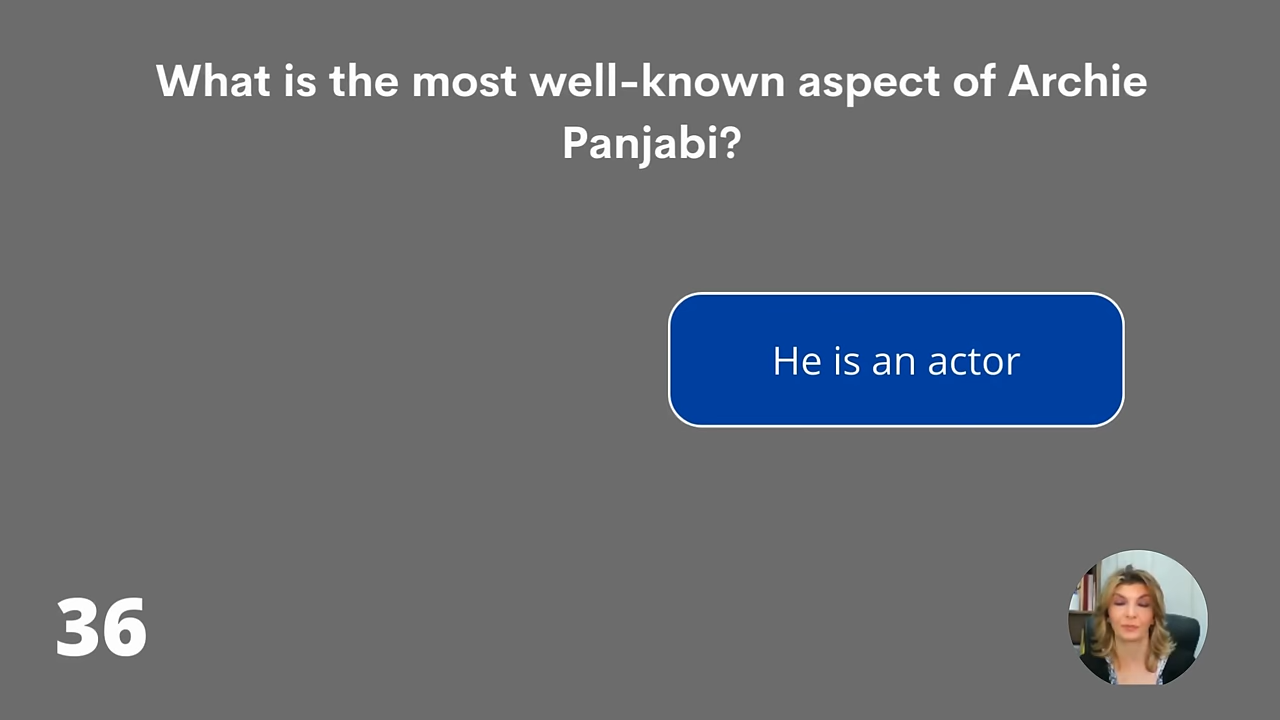 What is the most well-known aspect of Archie
Panjabi?
He is an actor
36